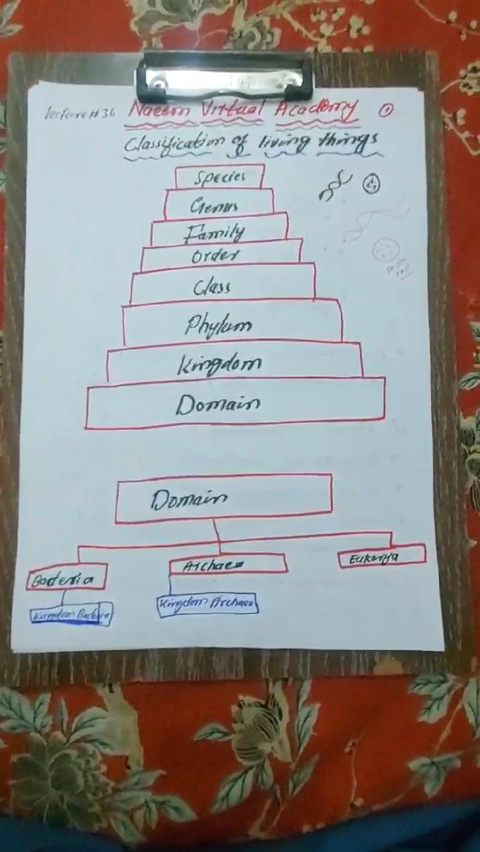 lecture # 36 Naeem Virtual Academy 1
Classification of living things
Species
Genus
Family
Order
Class
Phylum
Kingdom
Domain
Domain
Bacteria Archaea Eukarya
Kingdom Bacteria Kingdom Archaea